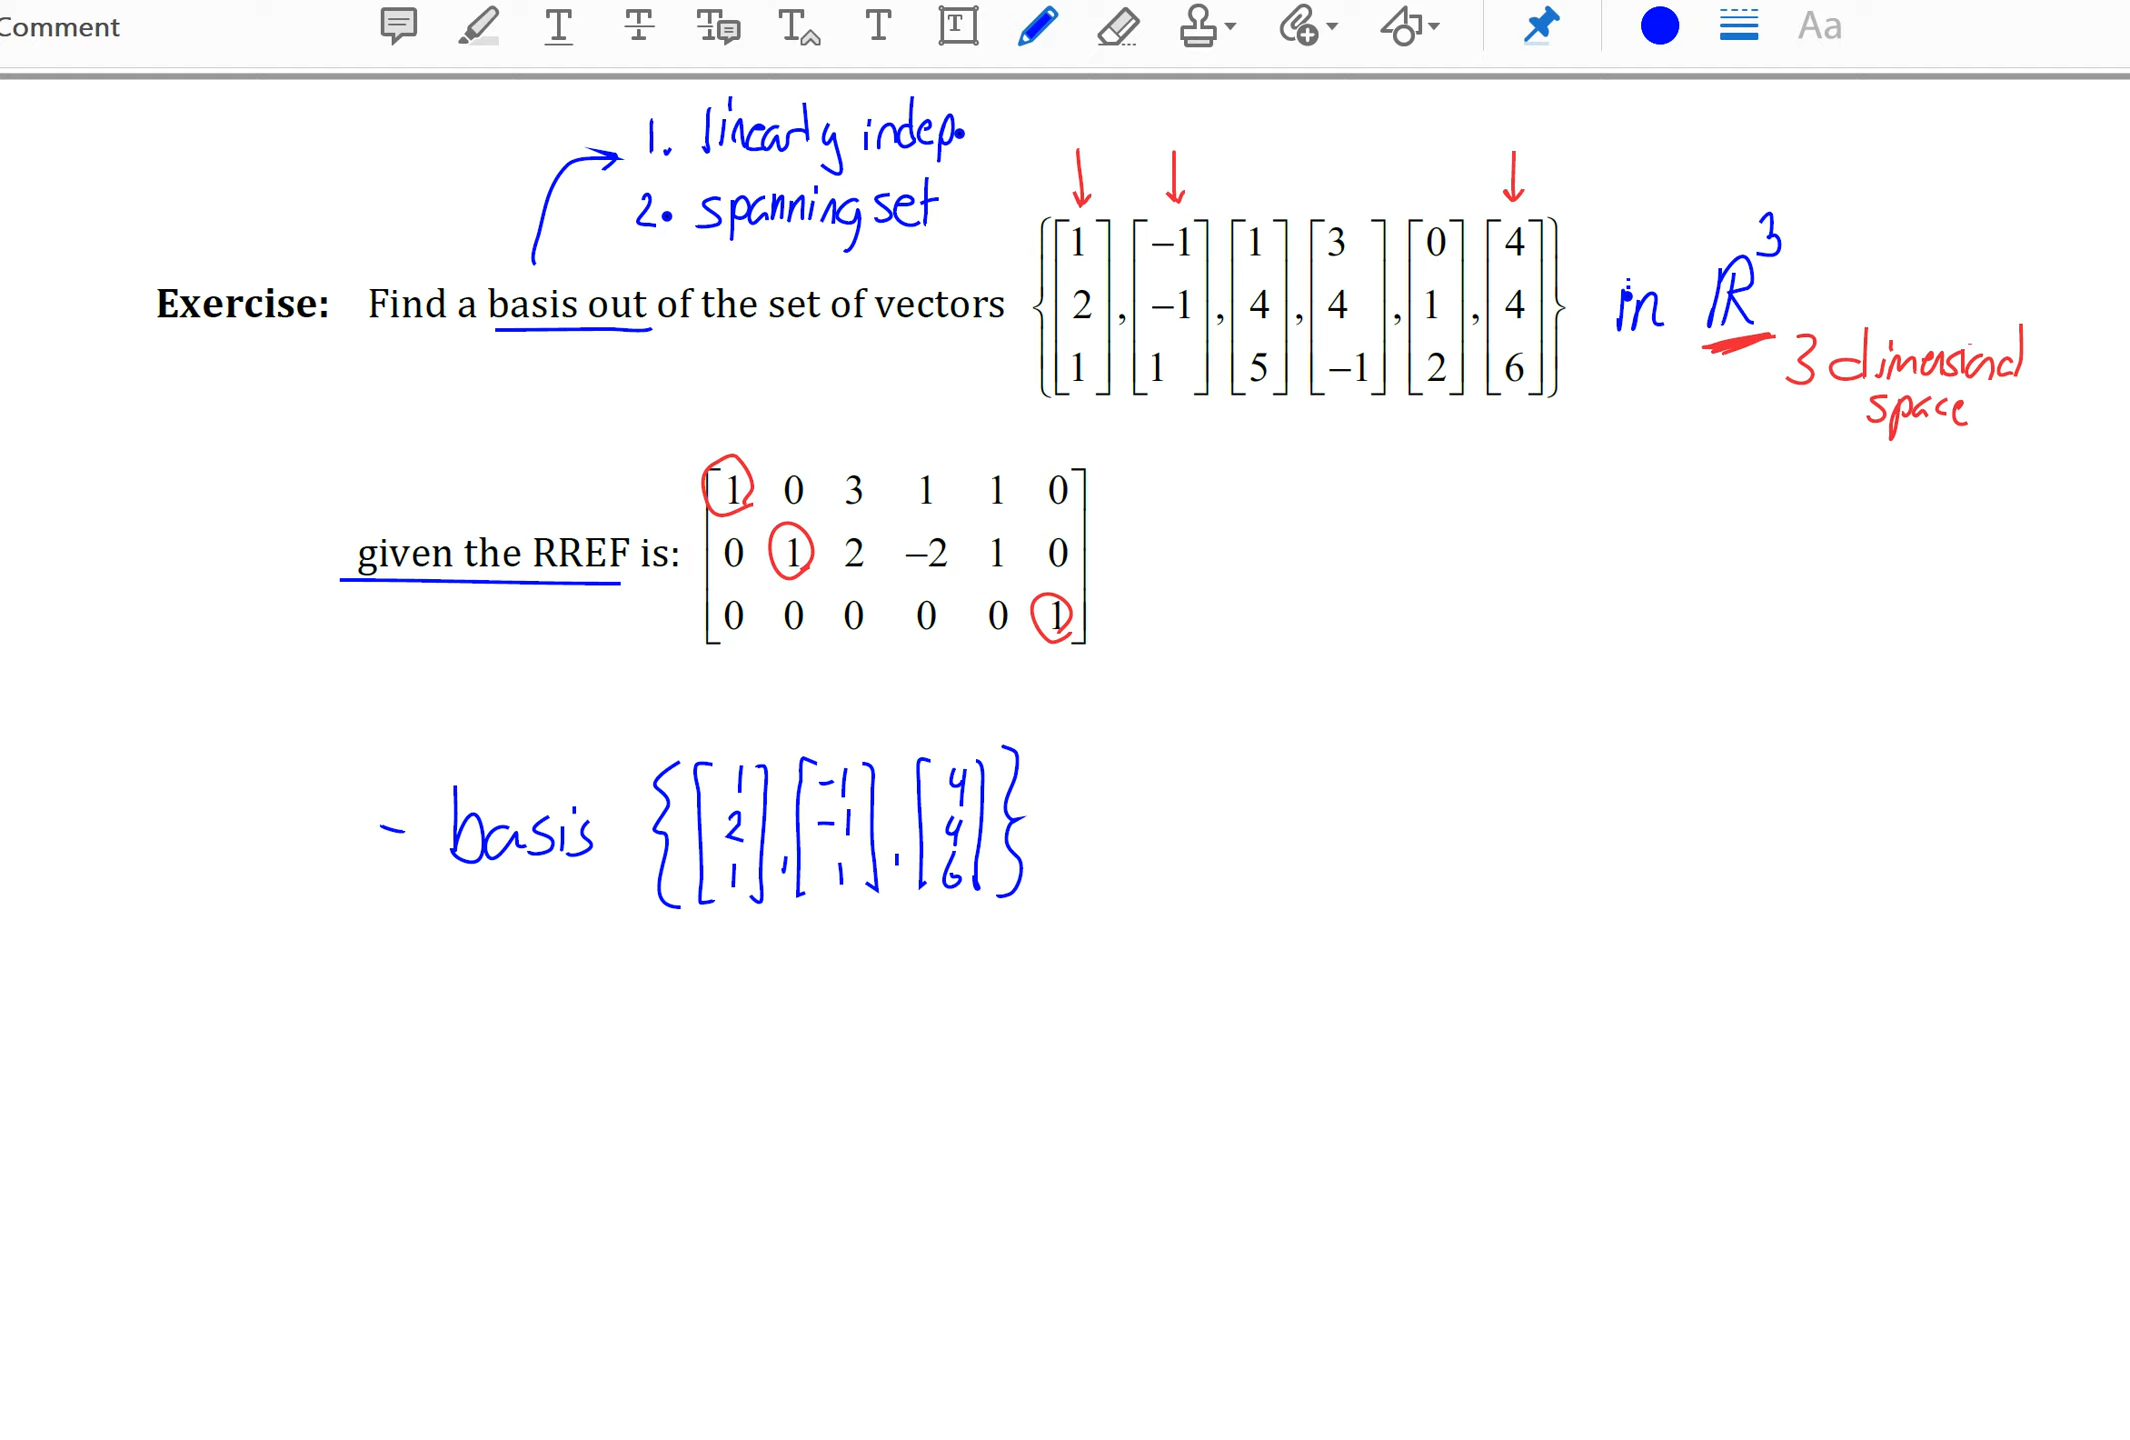 Comment
Aa
1. linearly indep.
2. spanning set
Exercise: Find a basis out of the set of vectors {[1 2 1], [−1 −1 1], [1 4 5], [3 4 −1], [0 1 2], [4 4 6]} in ℝ³
3 dimensional
space
given the RREF is:
1 0 3 1 1 0
0 1 2 −2 1 0
0 0 0 0 0 1
- basis {[1 2 1], [-1 -1 1], [4 4 6]}